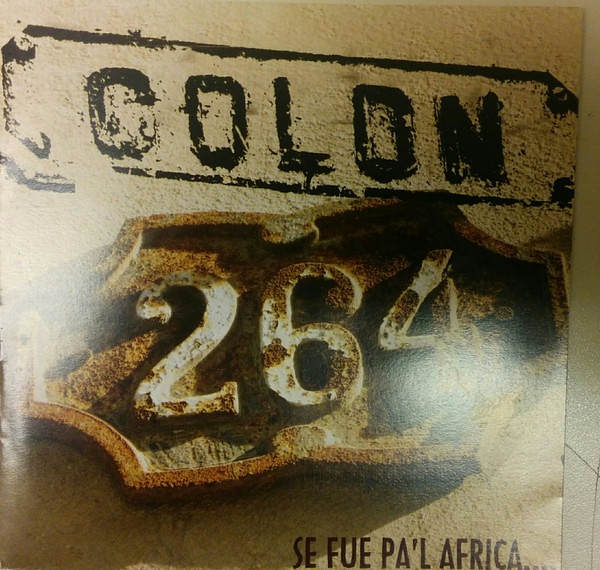 COLON
264
SE FUE PA'L AFRICA.....